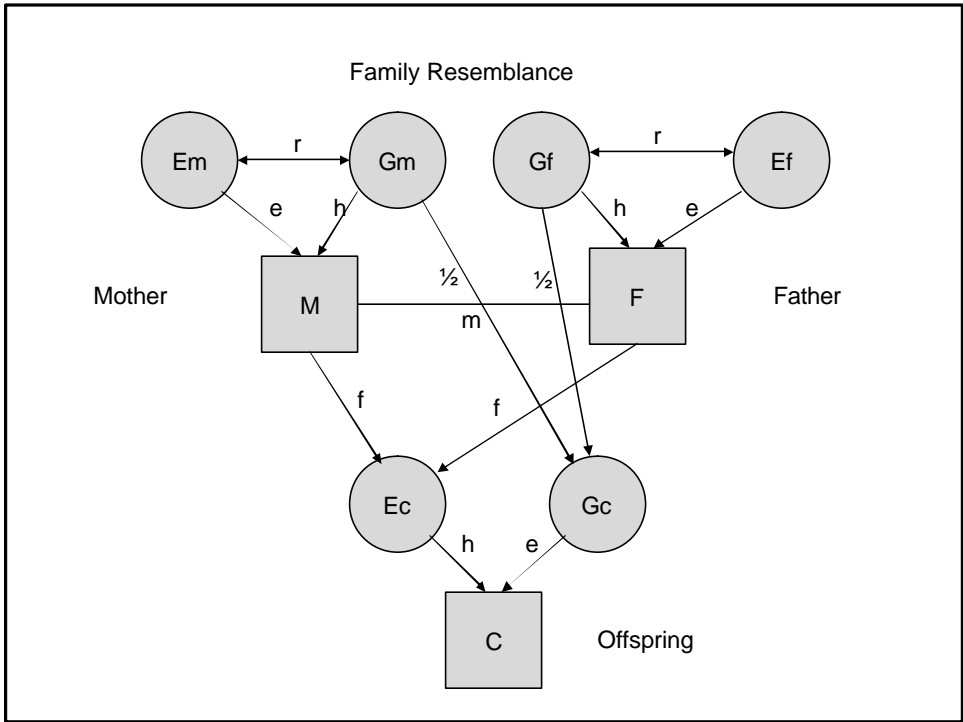 Family Resemblance
r
r
Em
Gm
Gf
Ef
e
h
h
e
½
½
Mother
M
F
Father
m
f
f
Ec
Gc
h
e
C
Offspring